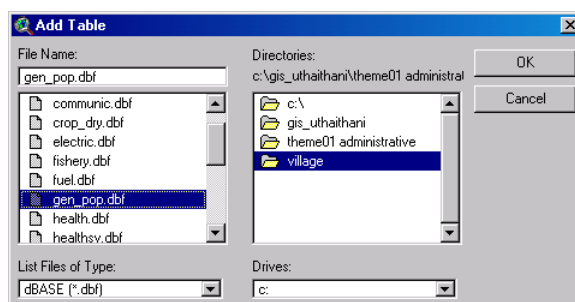 Add Table
File Name:
gen_pop.dbf
communic.dbf
crop_dry.dbf
electric.dbf
fishery.dbf
fuel.dbf
gen_pop.dbf
health.dbf
healthsv.dbf
List Files of Type:
dBASE (*.dbf)
Directories:
c:\gis_uthaithani\theme01 administral
c:\
gis_uthaithani
theme01 administrative
village
Drives:
c:
OK
Cancel